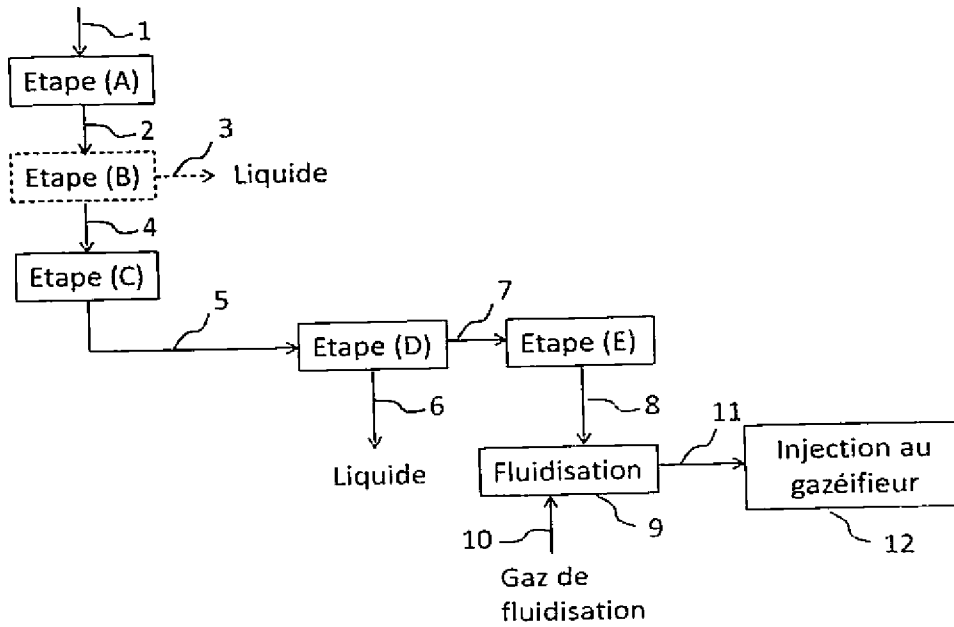 1
Etape (A)
2
3
Etape (B)
Liquide
4
Etape (C)
5
7
Etape (D)
Etape (E)
6
8
11
Liquide
Fluidisation
Injection au
gazéifieur
10
9
12
Gaz de
fluidisation